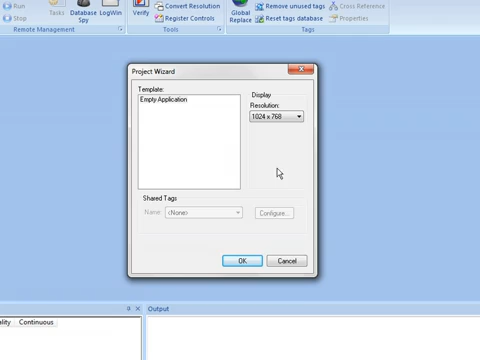 Run
Stop
Tasks
Database
Spy
LogWin
Remote Management
Verify
Convert Resolution
Register Controls
Tools
Global
Replace
Remove unused tags
Reset tags database
Tags
Cross Reference
Properties
Project Wizard
Template:
Empty Application
Display
Resolution:
1024 x 768
Shared Tags
Name:
<None>
Configure...
OK
Cancel
ality
Continuous
Output